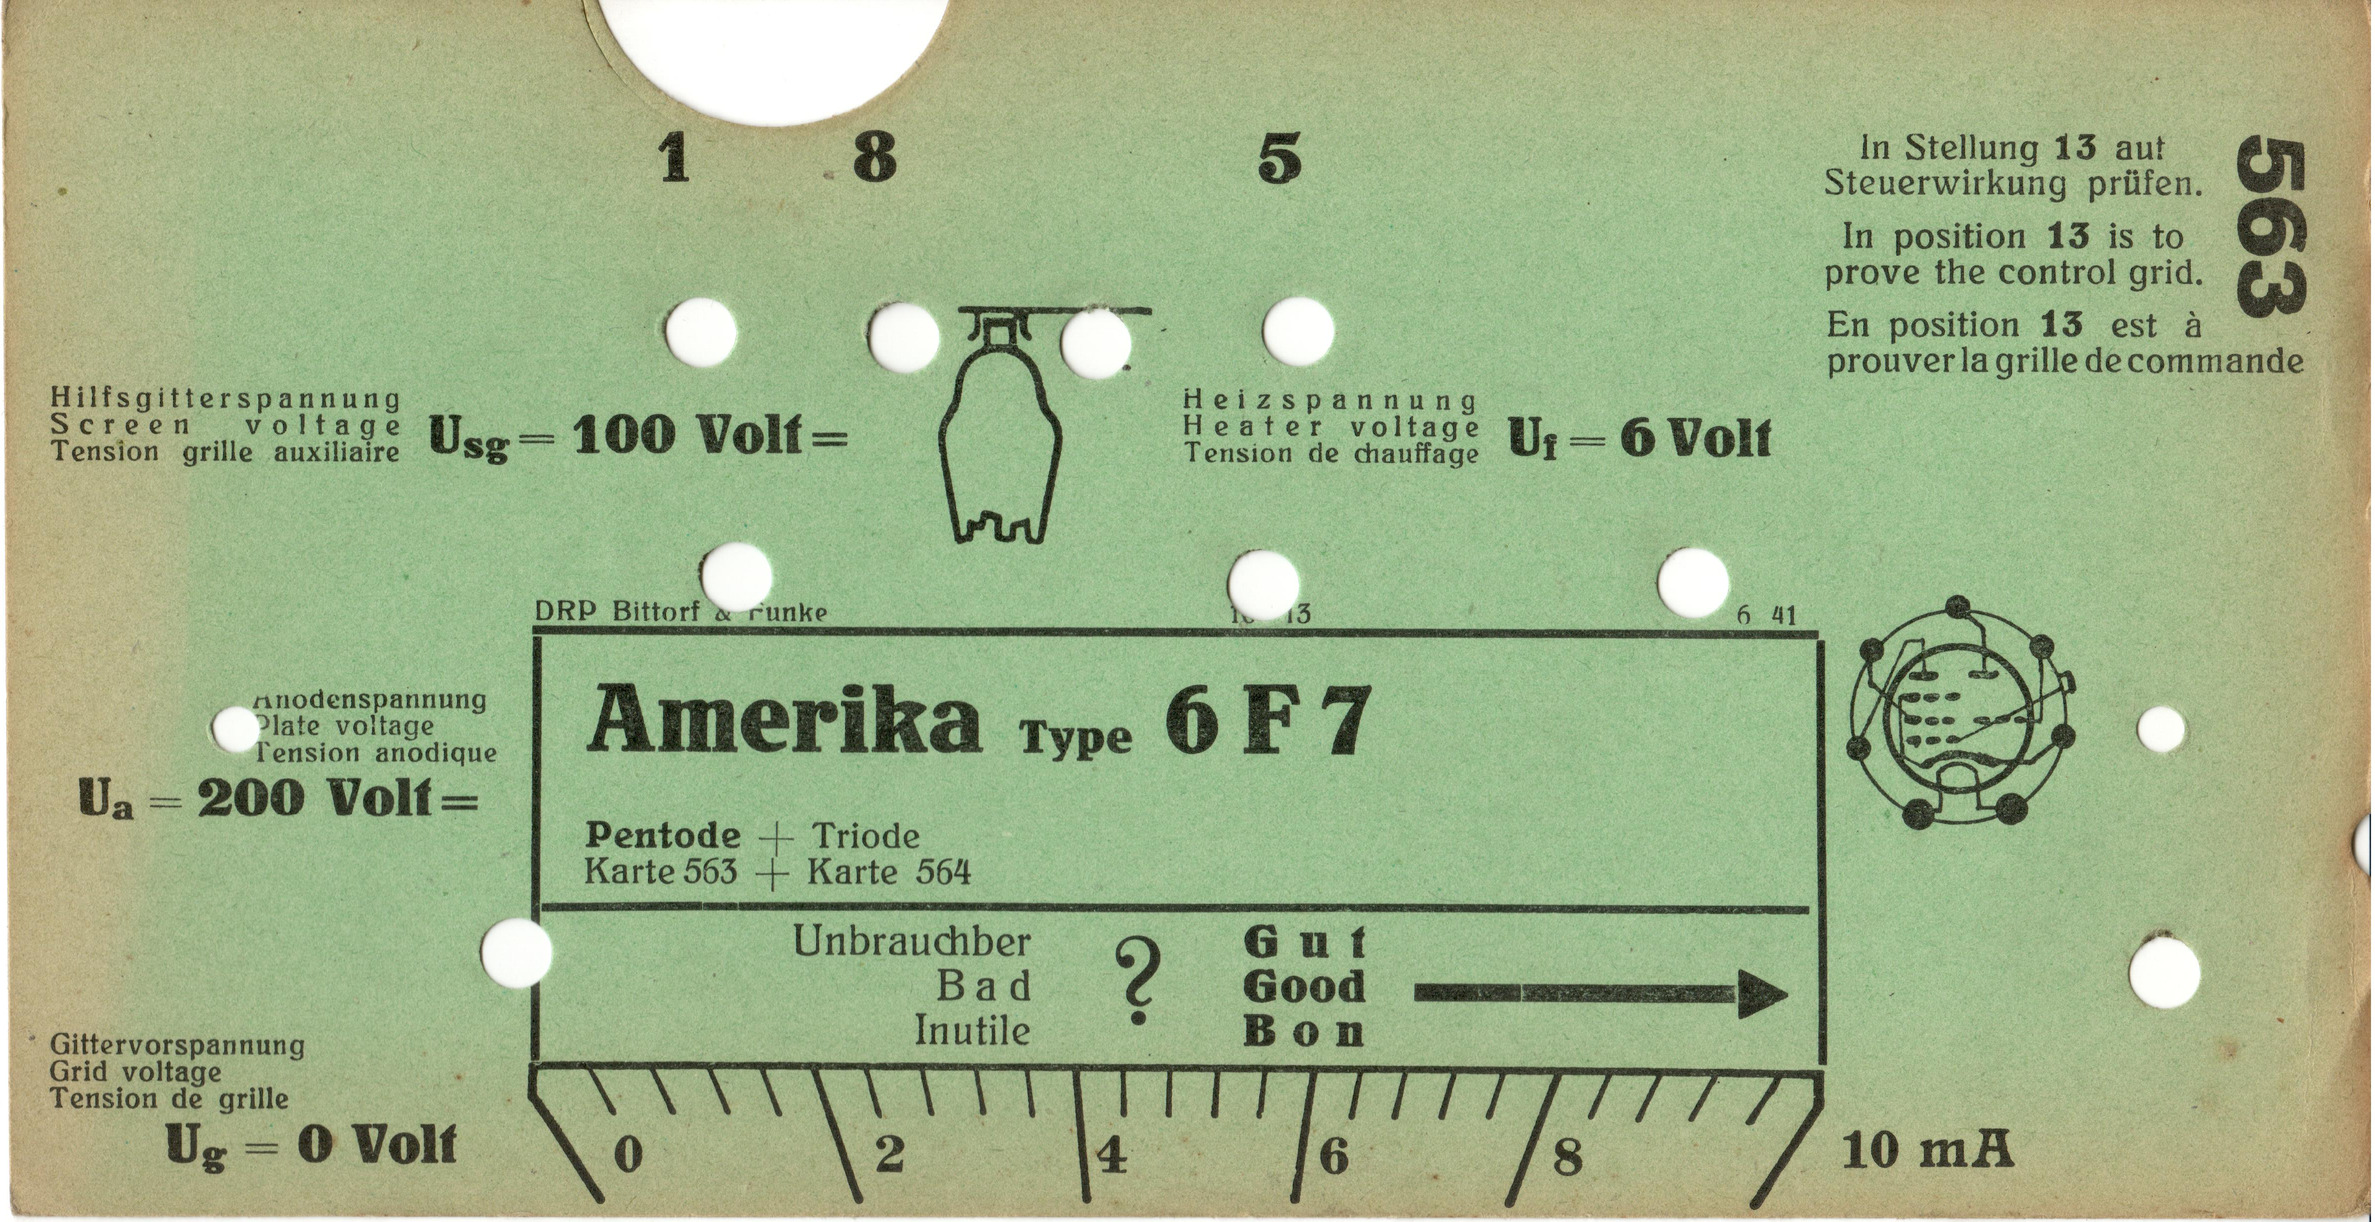 1 8 5
In Stellung 13 auf
Steuerwirkung prüfen.
In position 13 is to
prove the control grid.
En position 13 est à
prouver la grille de commande
563
Hilfsgitterspannung
Screen voltage
Tension grille auxiliaire
Usg = 100 Volt =
Heizspannung
Heater voltage
Tension de chauffage
Uf = 6 Volt
DRP Bittorf & Funke
13
6 41
Anodenspannung
Plate voltage
Tension anodique
Ua = 200 Volt =
Amerika Type 6 F 7
Pentode + Triode
Karte 563 + Karte 564
Unbrauchber
Bad
Inutile
?
Gut
Good
Bon
Gittervorspannung
Grid voltage
Tension de grille
Ug = 0 Volt
0 2 4 6 8 10 mA